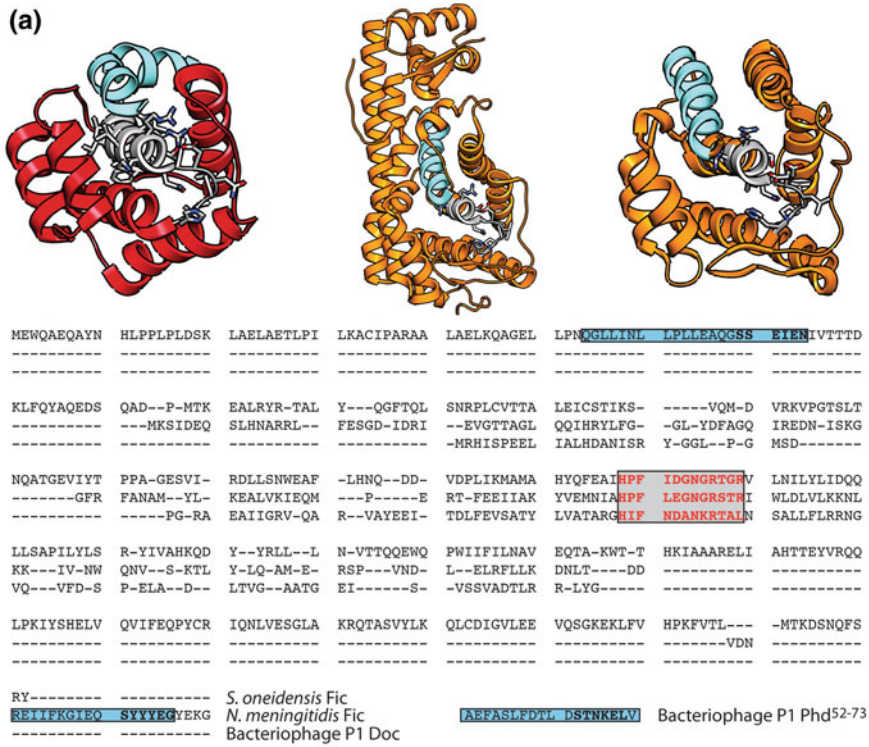 (a)
MEWQAEQAYN HLPPLPLDSK LAELAETLPI LKACIPARAA LAELKQAGEL LPNQGLLINL LPLLEAQGSS EIENIVTTTD
---------- ---------- ---------- ---------- ---------- ---------- ---------- ----------
---------- ---------- ---------- ---------- ---------- ---------- ---------- ----------
KLFQYAQEDS QAD--P-MTK EALRYR-TAL Y---QGFTQL SNRPLCVTTA LEICSTIKS- -----VQM-D VRKVPGTSLT
---------- ---MKSIDEQ SLHNARRL-- FESGD-IDRI -EVGTTAGLQ QQIHRYLFG- -GL-YDFAGQ IREDN-ISKG
---------- ---------- ---------- ---------- -MRHISPEEL IALHDANISR Y-GGL--P-G MSD-------
NQATGEVIYT PPA-GESVI- RDLLSNWEAF -LHNQ---DD- VDPLIKMAMA HYQFEAIHPF IDGNGRTGRV LNILYLIDQQ
-------GFR FANAM-YL- KEALVKIEQM ---P-----E RT-FEEIIAK YVEMNIAHPF LEGNGRSTRI WLDLVLKKNL
---------- -----PG-RA EAIIGRV-QA R--VAYEEI- TDLFEVSATY LVATARGHIF NDANKRTALN SALLFLRRNG
LLSAPILYLS R-YIVAHKQD Y--YRLL--L N-VTTQQEWQ PWIIFILNAV EQTA-KWT-T HKIAAARELI AHTTEYVRQQ
KK---IV-NW QNV--S-KTL YLQ-AM-E- RSP---VND- L--ELRFLLK DNLT---DD ---------- ----------
VQ---VFD-S P-ELA--D-- LTVG--AATG EI------S- -VSSVADTLR R-LYG----- ---------- ----------
LPKIYSHELV QVIFEQPYCR IQNLVESGLA KRQTASVYLK QLCDIGVLEE VQSGKEKLFV HPKFVTL--- -MTKDSNQFS
---------- ---------- ---------- ---------- ---------- ---------- -------VDN ----------
---------- ---------- ---------- ---------- ---------- ---------- ---------- ----------
RY-------- ---------- S. oneidensis Fic
REIIFKGIEQ SYYYEGYEKG N. meningitidis Fic AEFASLFDTL DSTNKELV Bacteriophage P1 Phd52-73
---------- ---------- Bacteriophage P1 Doc